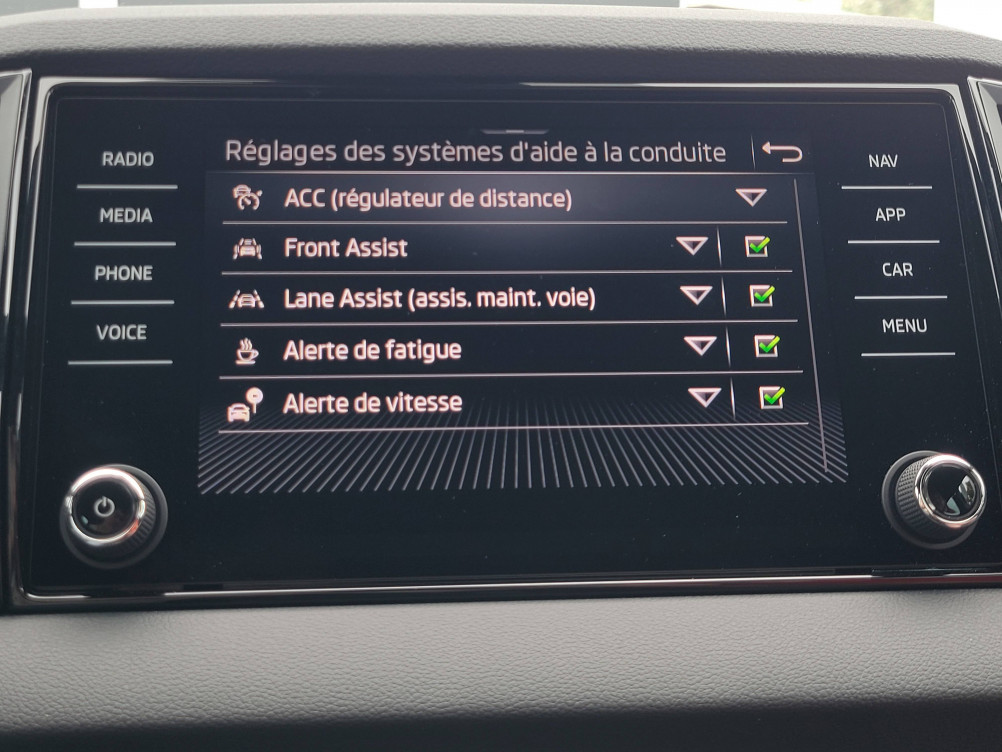 Réglages des systèmes d'aide à la conduite
ACC (régulateur de distance)
Front Assist
Lane Assist (assis. maint. voie)
Alerte de fatigue
Alerte de vitesse
RADIO
MEDIA
PHONE
VOICE
NAV
APP
CAR
MENU